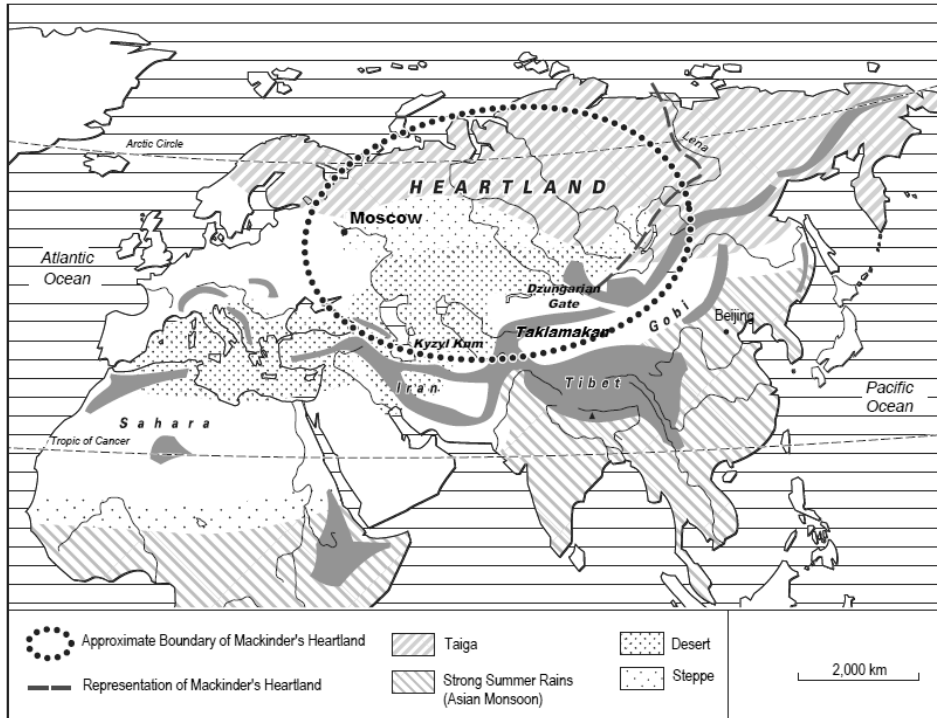 Arctic Circle
Lena
HEARTLAND
Moscow
Atlantic
Ocean
Dzungarian
Gate
Gobi
Beijing
Taklamakan
Kyzyl Kum
Iran
Tibet
Pacific
Ocean
Sahara
Tropic of Cancer
Approximate Boundary of Mackinder's Heartland
Representation of Mackinder's Heartland
Taiga
Strong Summer Rains
(Asian Monsoon)
Desert
Steppe
2,000 km